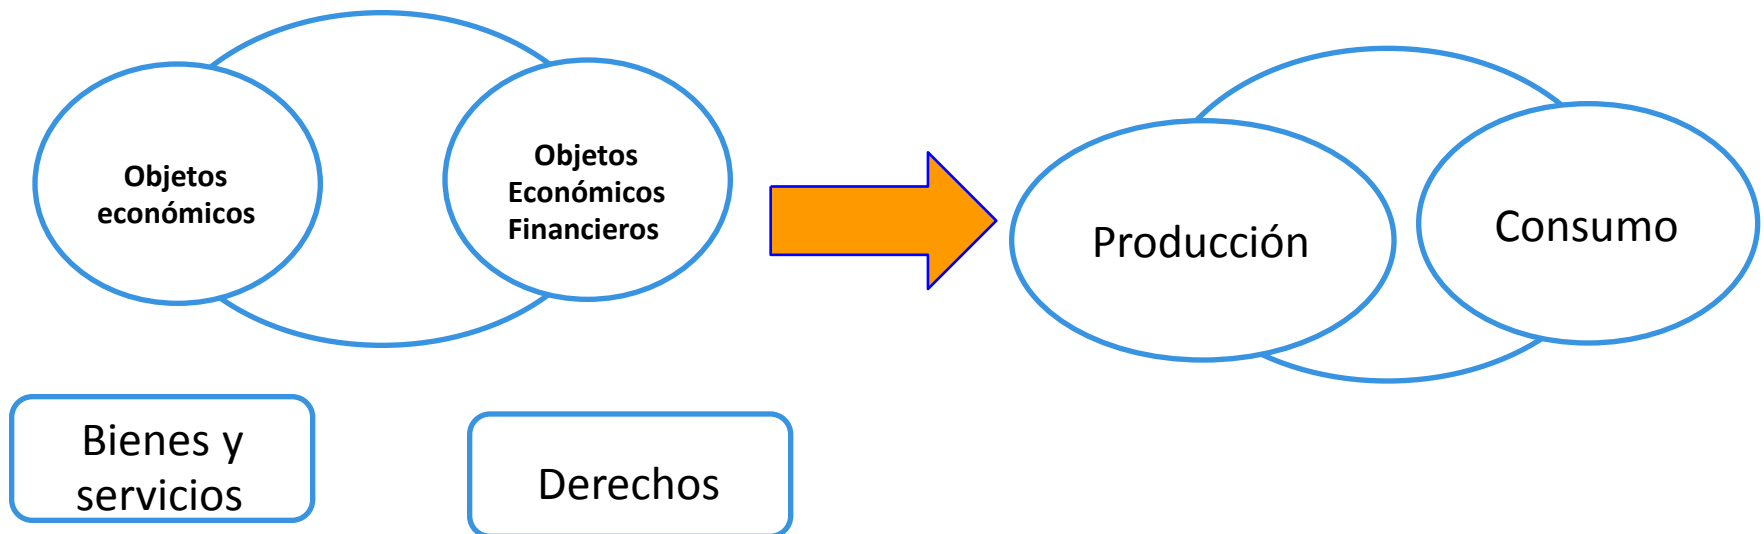 Objetos
económicos
Objetos
Económicos
Financieros
Producción
Consumo
Bienes y
servicios
Derechos